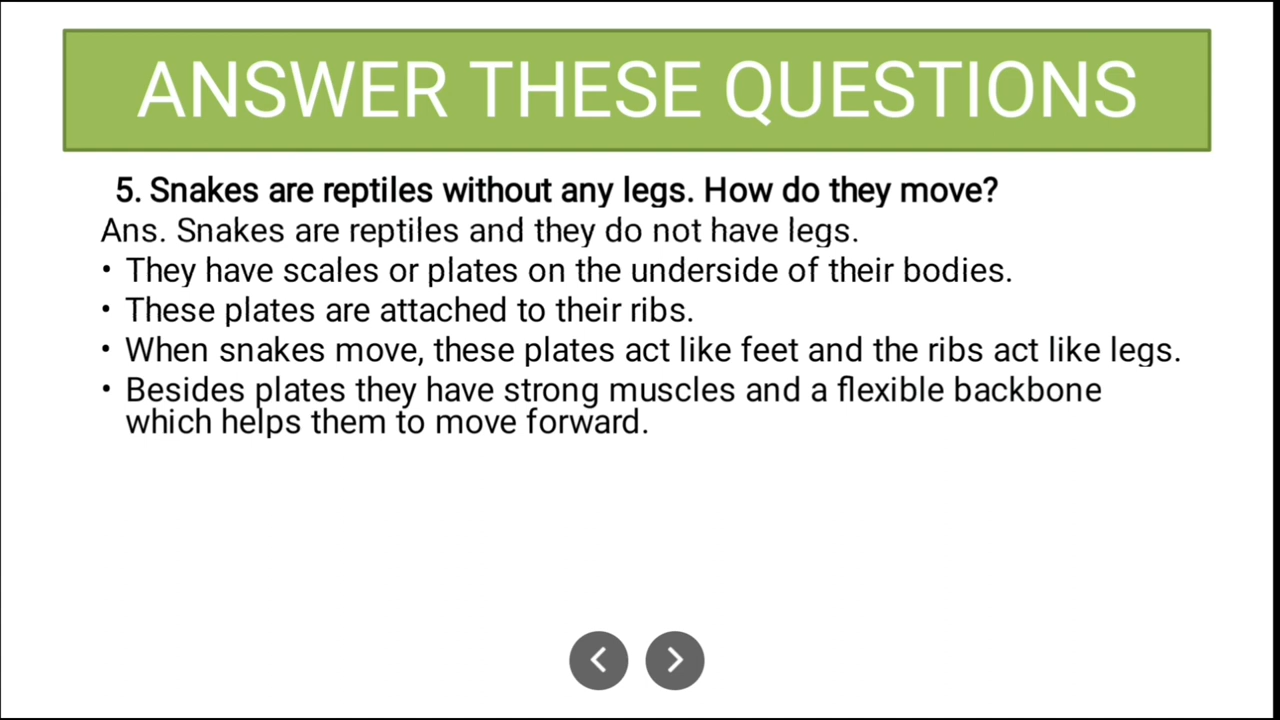 ANSWER THESE QUESTIONS
5. Snakes are reptiles without any legs. How do they move?
Ans. Snakes are reptiles and they do not have legs.
• They have scales or plates on the underside of their bodies.
• These plates are attached to their ribs.
• When snakes move, these plates act like feet and the ribs act like legs.
• Besides plates they have strong muscles and a flexible backbone
which helps them to move forward.